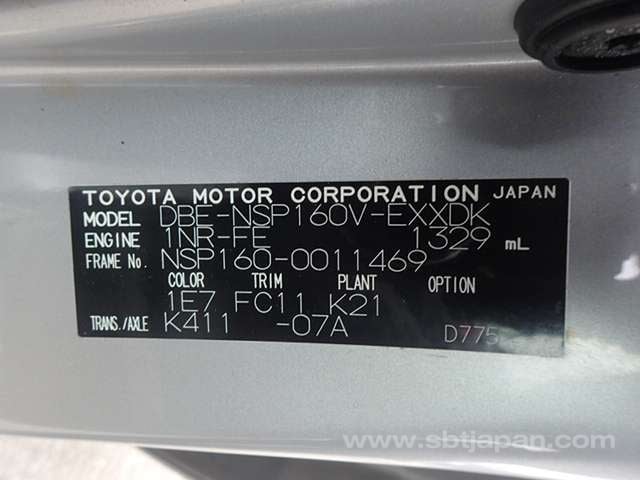 TOYOTA MOTOR CORPORATION JAPAN
MODEL DBE-NSP160V-EXXDK
ENGINE 1NR-FE 1329 mL
FRAME NO. NSP160-0011469
COLOR TRIM PLANT OPTION
1E7 FC11 K21
TRANS./AXLE K411 -07A D775
www.sbtjapan.com